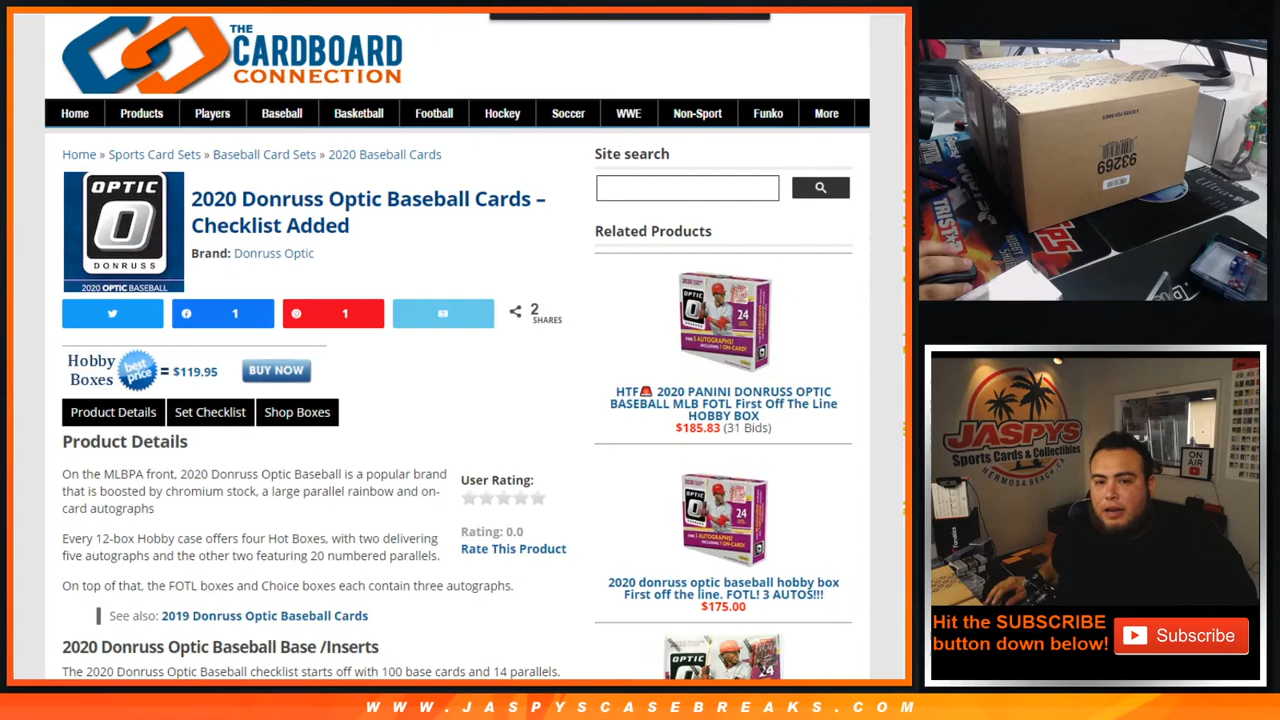 THE
CARDBOARD
CONNECTION
Home Products Players Baseball Basketball Football Hockey Soccer WWE Non-Sport Funko More
Home » Sports Card Sets » Baseball Card Sets » 2020 Baseball Cards
OPTIC
DONRUSS
2020 OPTIC BASEBALL
2020 Donruss Optic Baseball Cards –
Checklist Added
Brand: Donruss Optic
1
1
2
SHARES
Hobby
Boxes
best
price
= $119.95
BUY NOW
Product Details Set Checklist Shop Boxes
Product Details
On the MLBPA front, 2020 Donruss Optic Baseball is a popular brand
that is boosted by chromium stock, a large parallel rainbow and on-
card autographs
Every 12-box Hobby case offers four Hot Boxes, with two delivering
five autographs and the other two featuring 20 numbered parallels.
On top of that, the FOTL boxes and Choice boxes each contain three autographs.
See also: 2019 Donruss Optic Baseball Cards
2020 Donruss Optic Baseball Base /Inserts
The 2020 Donruss Optic Baseball checklist starts off with 100 base cards and 14 parallels.
User Rating:
Rating: 0.0
Rate This Product
Site search
Related Products
24
HTF🚨 2020 PANINI DONRUSS OPTIC
BASEBALL MLB FOTL First Off The Line
HOBBY BOX
$185.83 (31 Bids)
24
2020 donruss optic baseball hobby box
First off the line. FOTL! 3 AUTOS!!!
$175.00
OPTIC
24
93269
TRISTAR
JASPYS
Sports Cards & Collectibles
HERMOSA BEACH, CA
ON AIR
Hit the SUBSCRIBE
button down below!
Subscribe
WWW.JASPYSCASEBREAKS.COM